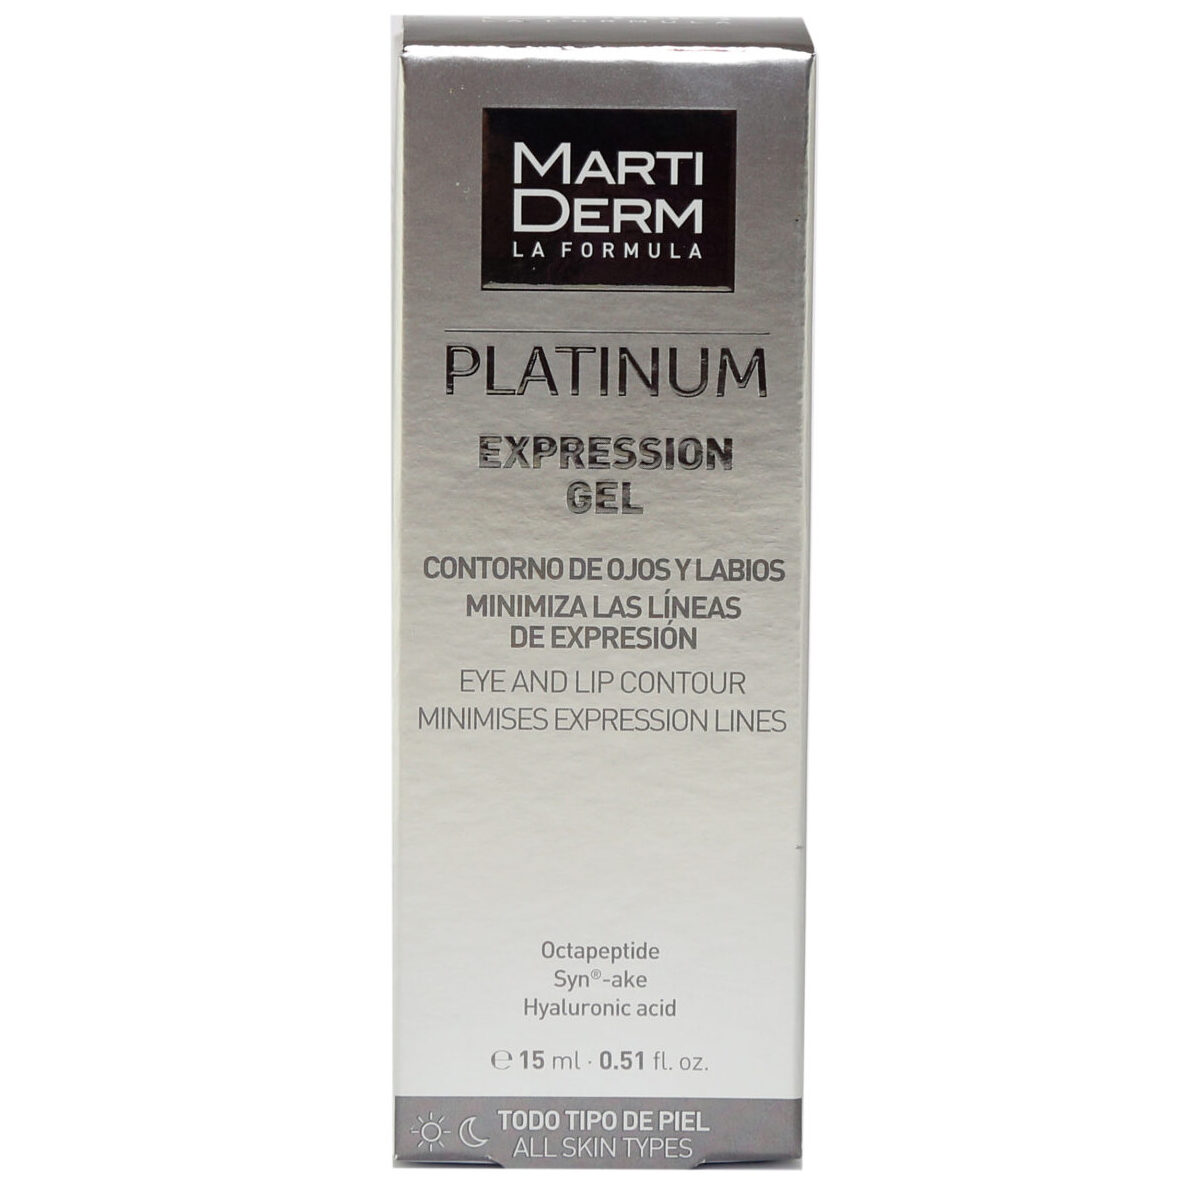 LA FORMULA
MARTI
DERM
LA FORMULA
PLATINUM
EXPRESSION
GEL
CONTORNO DE OJOS Y LABIOS
MINIMIZA LAS LÍNEAS
DE EXPRESIÓN
EYE AND LIP CONTOUR
MINIMISES EXPRESSION LINES
Octapeptide
Syn®-ake
Hyaluronic acid
℮ 15 ml · 0.51 fl. oz.
TODO TIPO DE PIEL
ALL SKIN TYPES